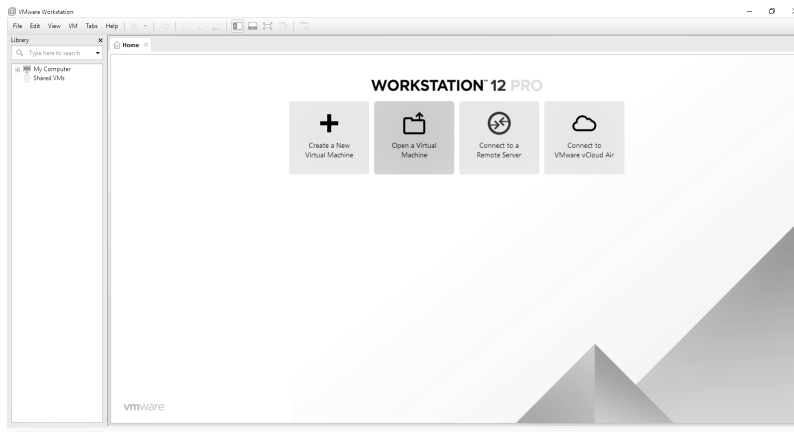 VMware Workstation
File Edit View VM Tabs Help
Library
Home
Type here to search
My Computer
Shared VMs
WORKSTATION™ 12 PRO
Create a New
Virtual Machine
Open a Virtual
Machine
Connect to a
Remote Server
Connect to
VMware vCloud Air
vmware